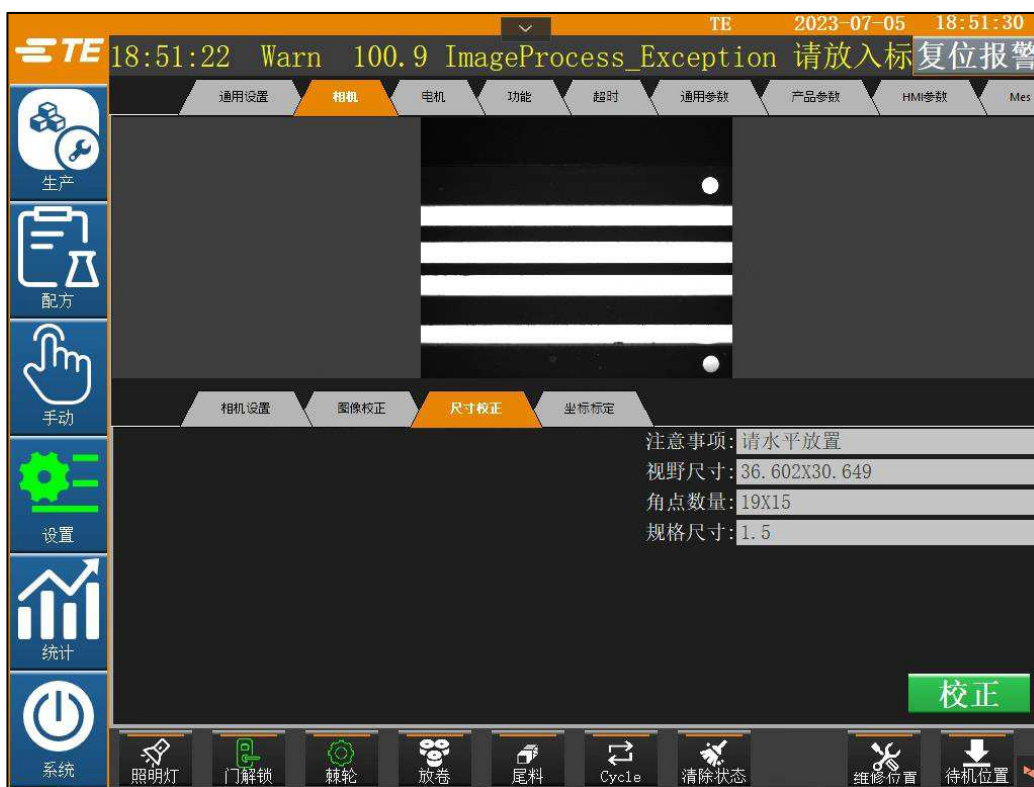 TE 2023-07-05 18:51:30
TE
18:51:22 Warn 100.9 ImageProcess_Exception 请放入标
复位报警
通用设置 相机 电机 功能 超时 通用参数 产品参数 HMI参数 Mes
生产
配方
手动
设置
统计
系统
相机设置 图像校正 尺寸校正 坐标标定
注意事项: 请水平放置
视野尺寸: 36.602X30.649
角点数量: 19X15
规格尺寸: 1.5
校正
照明灯 门解锁 棘轮 放卷 尾料 Cycle 清除状态 维修位置 待机位置